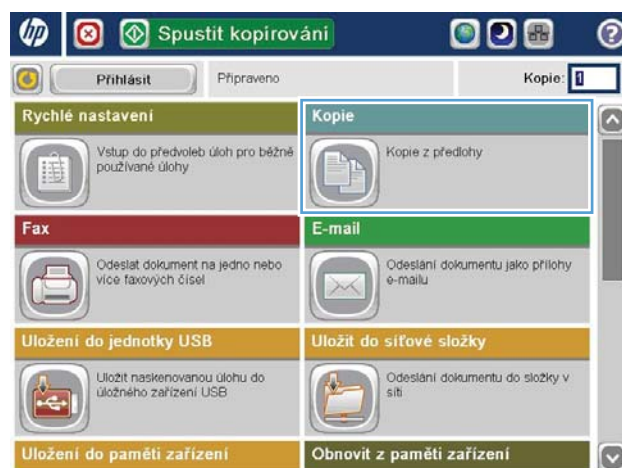 hp
Spustit kopírování
?
Přihlásit
Připraveno
Kopie: 1
Rychlé nastavení
Vstup do předvoleb úloh pro běžně
používané úlohy
Kopie
Kopie z předlohy
Fax
Odeslat dokument na jedno nebo
více faxových čísel
E-mail
Odeslání dokumentu jako přílohy
e-mailu
Uložení do jednotky USB
Uložit naskenovanou úlohu do
úložného zařízení USB
Uložit do síťové složky
Odeslání dokumentu do složky v
síti
Uložení do paměti zařízení
Obnovit z paměti zařízení